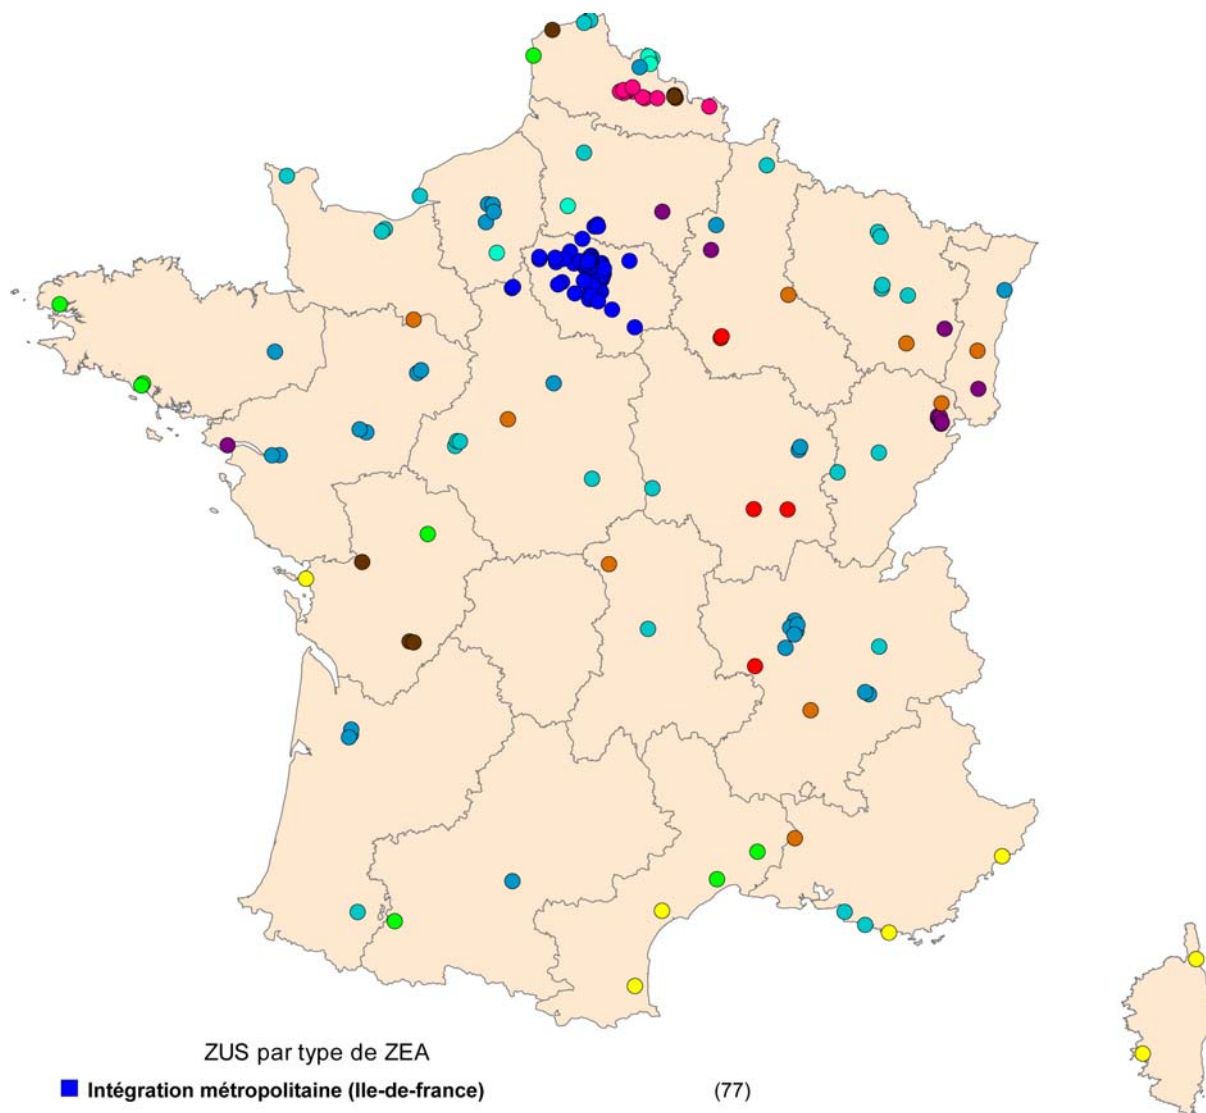 ZUS par type de ZEA
Intégration métropolitaine (Ile-de-france) (77)